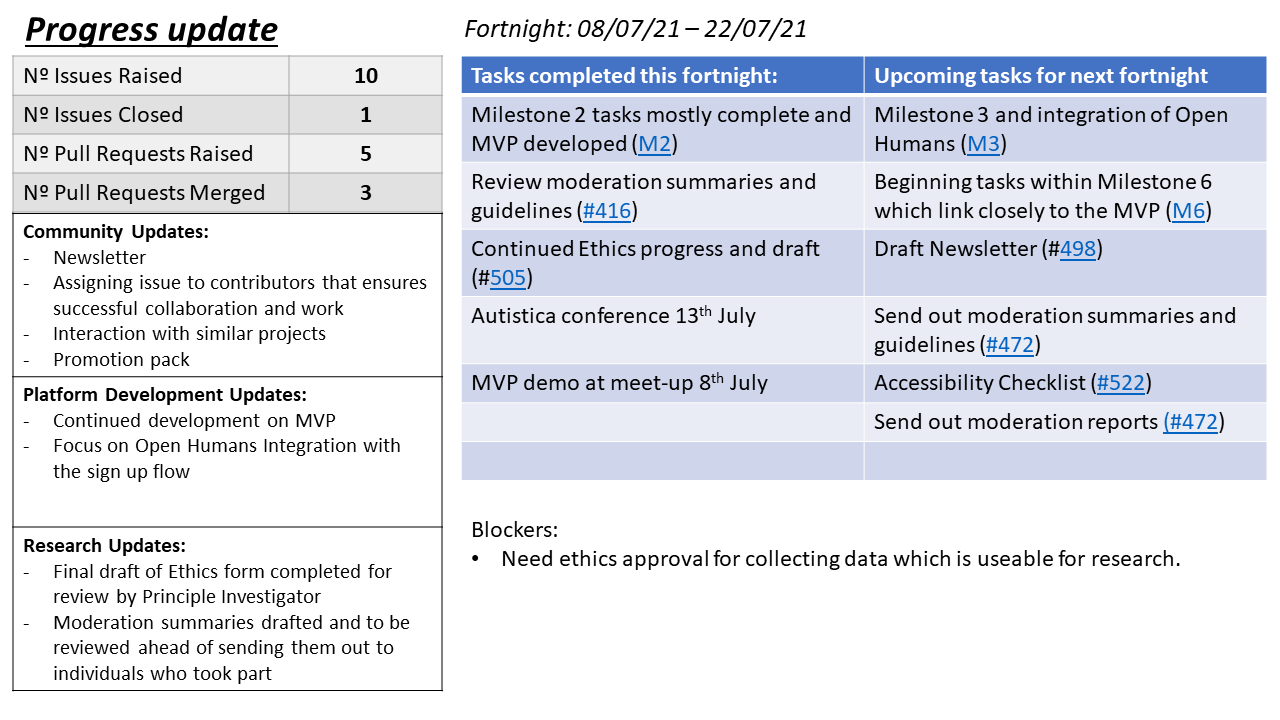 Progress update
Fortnight: 08/07/21 – 22/07/21
Nº Issues Raised 10
Nº Issues Closed 1
Nº Pull Requests Raised 5
Nº Pull Requests Merged 3
Community Updates:
- Newsletter
- Assigning issue to contributors that ensures
successful collaboration and work
- Interaction with similar projects
- Promotion pack
Platform Development Updates:
- Continued development on MVP
- Focus on Open Humans Integration with
the sign up flow
Research Updates:
- Final draft of Ethics form completed for
review by Principle Investigator
- Moderation summaries drafted and to be
reviewed ahead of sending them out to
individuals who took part
Tasks completed this fortnight:
Upcoming tasks for next fortnight
Milestone 2 tasks mostly complete and
MVP developed (M2)
Milestone 3 and integration of Open
Humans (M3)
Review moderation summaries and
guidelines (#416)
Beginning tasks within Milestone 6
which link closely to the MVP (M6)
Continued Ethics progress and draft
(#505)
Draft Newsletter (#498)
Autistica conference 13th July
Send out moderation summaries and
guidelines (#472)
MVP demo at meet-up 8th July
Accessibility Checklist (#522)
Send out moderation reports (#472)
Blockers:
• Need ethics approval for collecting data which is useable for research.